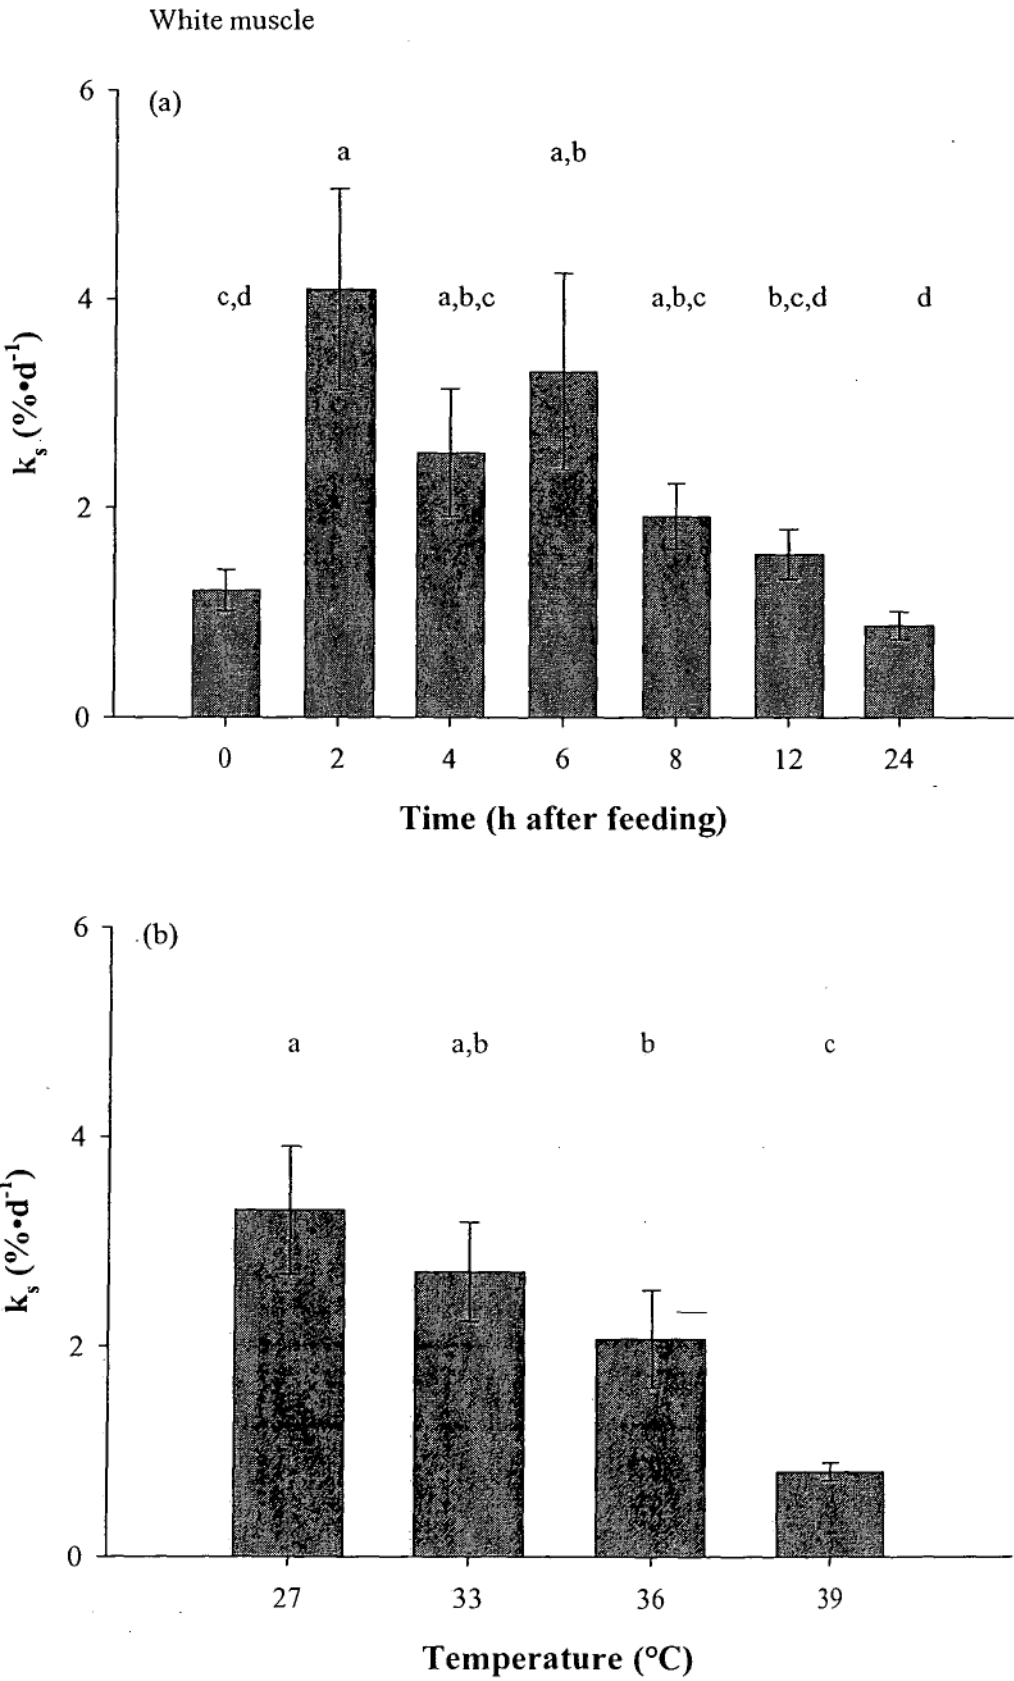 White muscle
6
(a)
a
a,b
4
c,d
a,b,c
a,b,c
b,c,d
d
ks (%•d-1)
2
0
0 2 4 6 8 12 24
Time (h after feeding)
6
(b)
a
a,b
b
c
4
ks (%•d-1)
2
0
27 33 36 39
Temperature (°C)